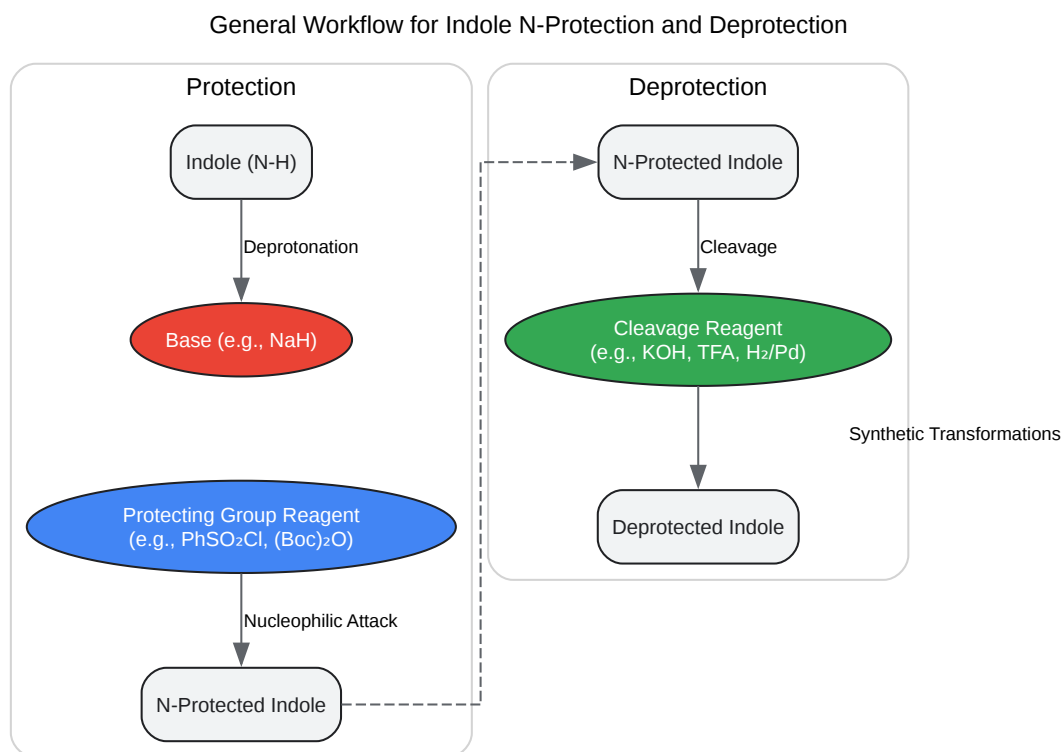 General Workflow for Indole N-Protection and Deprotection
Protection
Indole (N-H)
Deprotonation
Base (e.g., NaH)
Protecting Group Reagent
(e.g., PhSO₂Cl, (Boc)₂O)
Nucleophilic Attack
N-Protected Indole
Deprotection
N-Protected Indole
Cleavage
Cleavage Reagent
(e.g., KOH, TFA, H₂/Pd)
Synthetic Transformations
Deprotected Indole